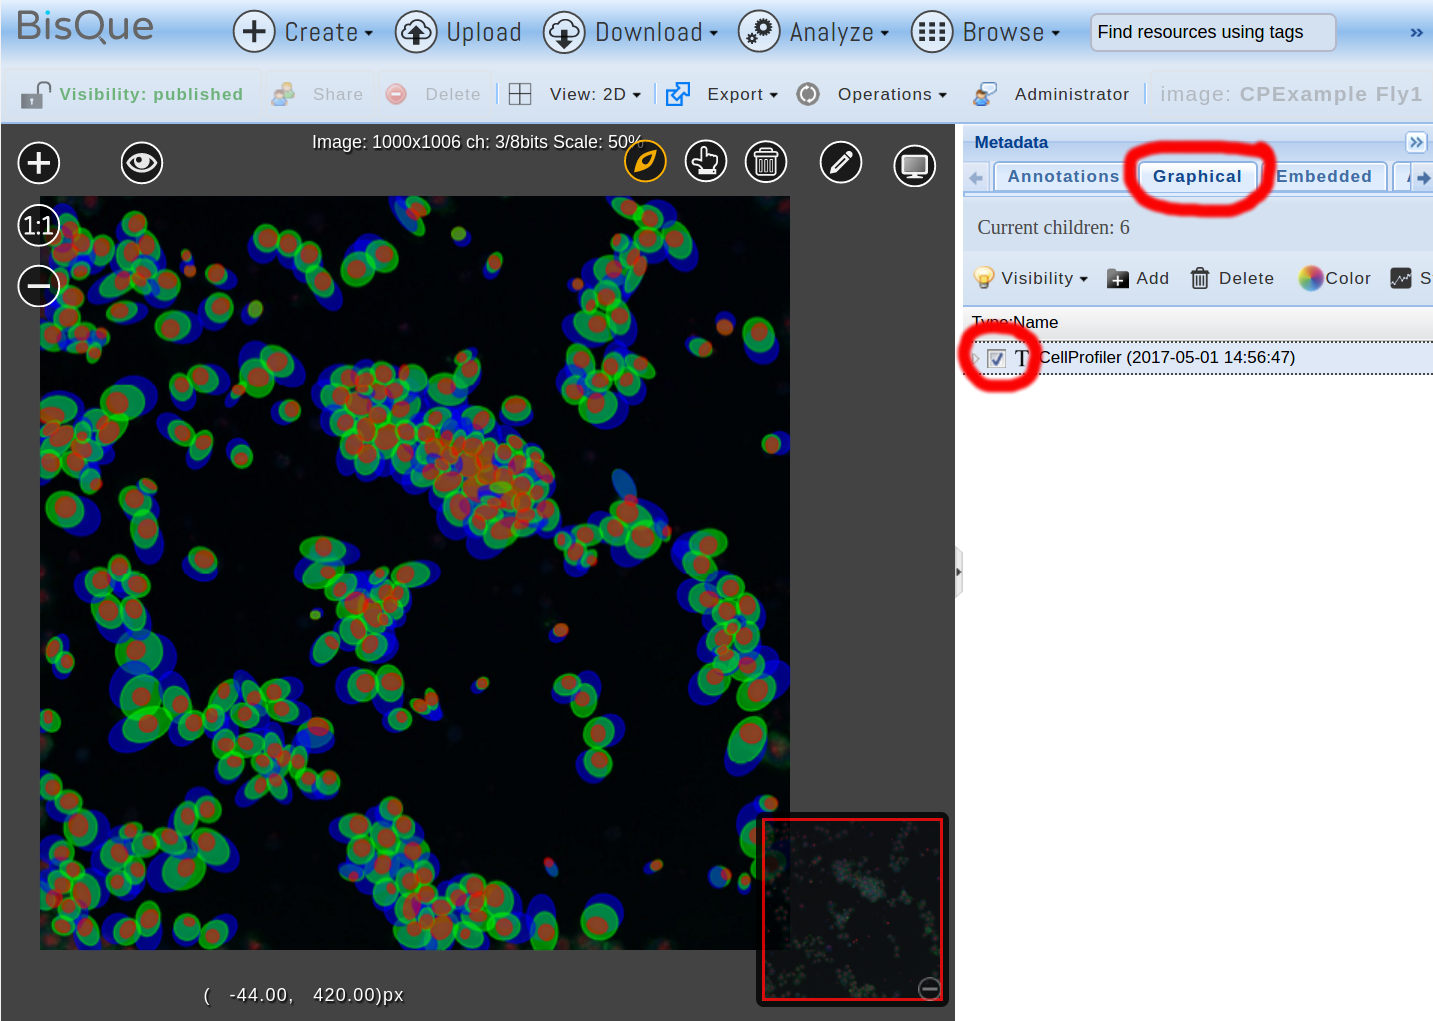 BisQue Create Upload Download Analyze Browse Find resources using tags »
Visibility: published Share Delete View: 2D Export Operations Administrator image: CPExample Fly1
Image: 1000x1006 ch: 3/8bits Scale: 50%
1:1
( -44.00, 420.00)px
Metadata
Annotations Graphical Embedded
Current children: 6
Visibility Add Delete Color S
Type:Name
T CellProfiler (2017-05-01 14:56:47)